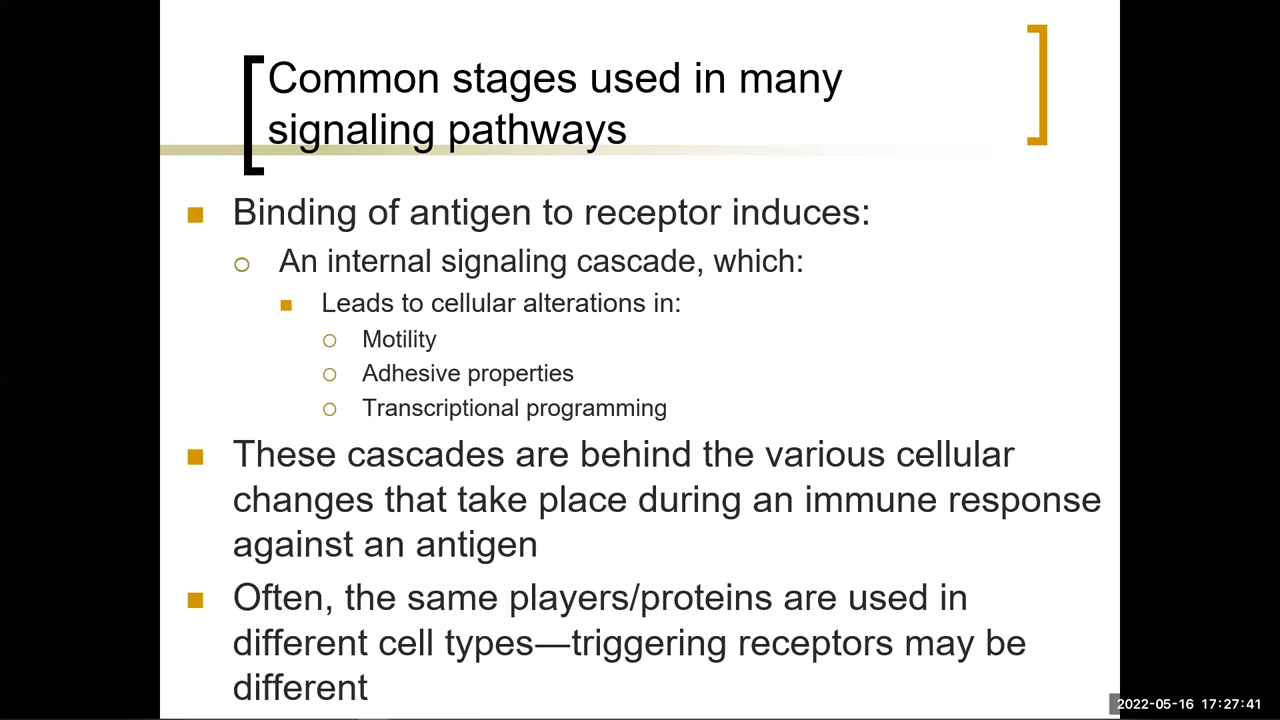 Common stages used in many
signaling pathways
Binding of antigen to receptor induces:
An internal signaling cascade, which:
Leads to cellular alterations in:
Motility
Adhesive properties
Transcriptional programming
These cascades are behind the various cellular
changes that take place during an immune response
against an antigen
Often, the same players/proteins are used in
different cell types—triggering receptors may be
different
2022-05-16 17:27:41